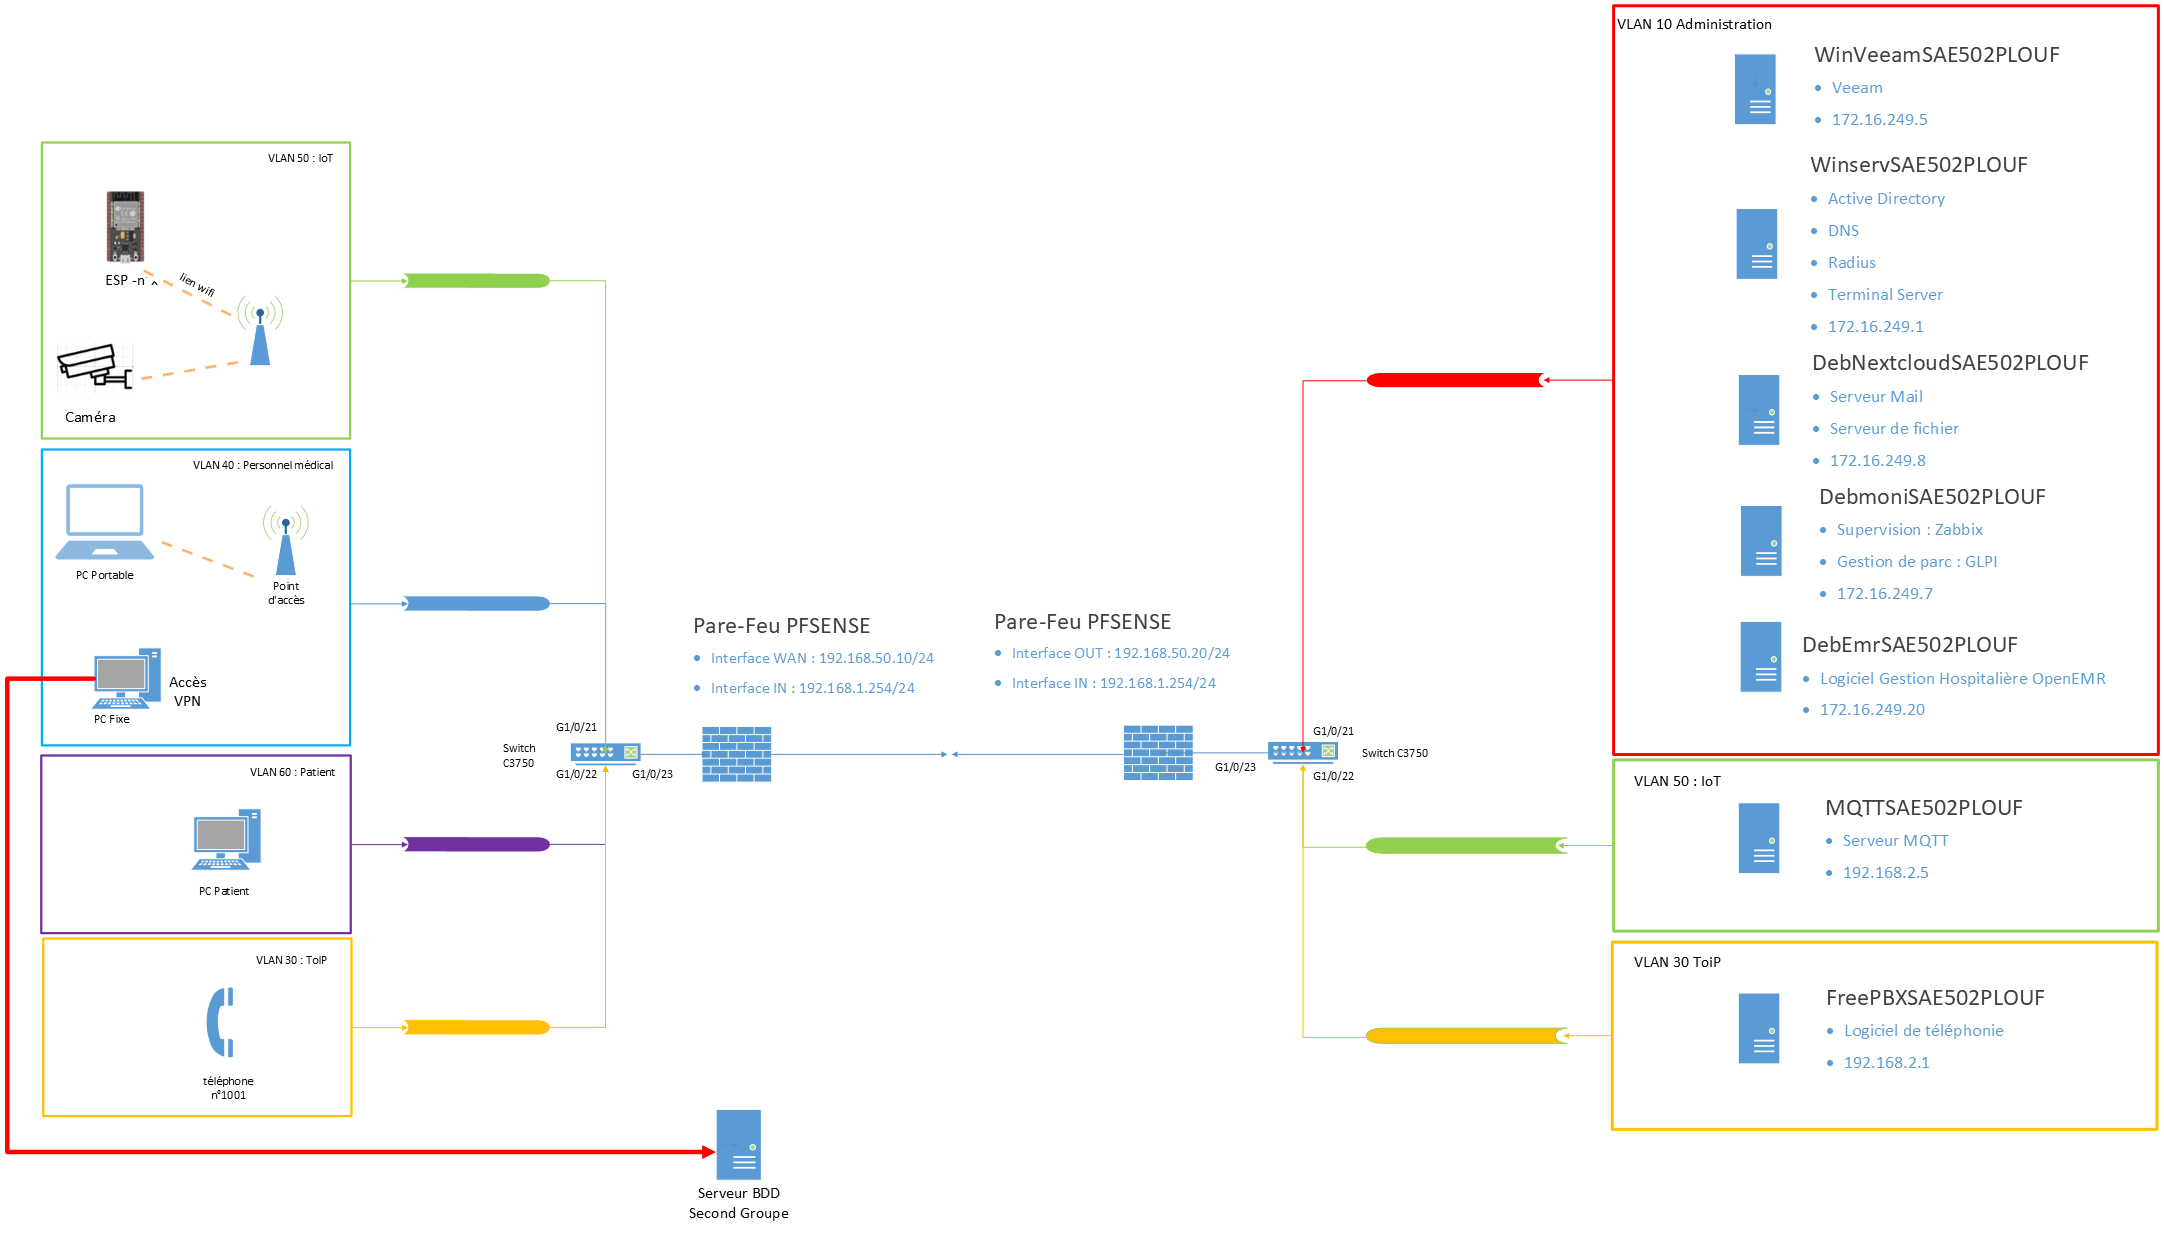 VLAN 50 : IoT
ESP -n
lien wifi
Caméra
VLAN 40 : Personnel médical
PC Portable
Point
d'accès
Accès
VPN
PC Fixe
VLAN 60 : Patient
PC Patient
VLAN 30 : ToIP
téléphone
n°1001
Switch
C3750
G1/0/21
G1/0/22
G1/0/23
Pare-Feu PFSENSE
• Interface WAN : 192.168.50.10/24
• Interface IN : 192.168.1.254/24
Pare-Feu PFSENSE
• Interface OUT : 192.168.50.20/24
• Interface IN : 192.168.1.254/24
G1/0/23
G1/0/21
Switch C3750
G1/0/22
Serveur BDD
Second Groupe
VLAN 10 Administration
WinVeeamSAE502PLOUF
• Veeam
• 172.16.249.5
WinservSAE502PLOUF
• Active Directory
• DNS
• Radius
• Terminal Server
• 172.16.249.1
DebNextcloudSAE502PLOUF
• Serveur Mail
• Serveur de fichier
• 172.16.249.8
DebmoniSAE502PLOUF
• Supervision : Zabbix
• Gestion de parc : GLPI
• 172.16.249.7
DebEmrSAE502PLOUF
• Logiciel Gestion Hospitalière OpenEMR
• 172.16.249.20
VLAN 50 : IoT
MQTTSAE502PLOUF
• Serveur MQTT
• 192.168.2.5
VLAN 30 ToiP
FreePBXSAE502PLOUF
• Logiciel de téléphonie
• 192.168.2.1